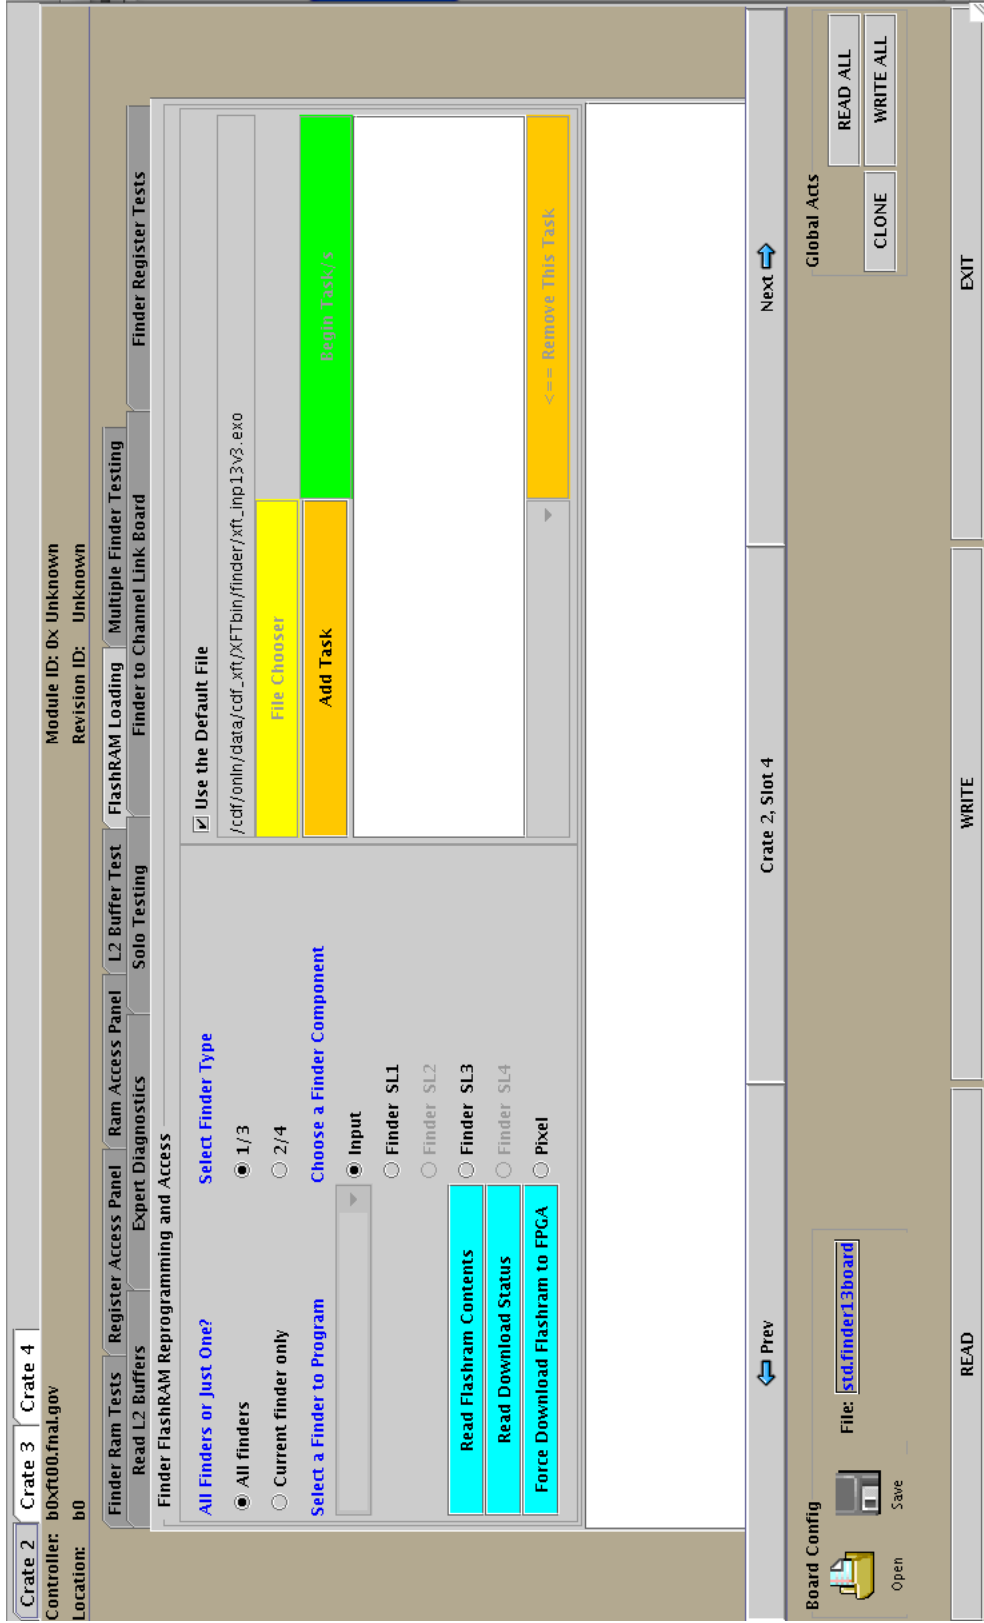 Crate 2 Crate 3 Crate 4
Controller: b0xft00.fnal.gov Module ID: 0x Unknown
Location: b0 Revision ID: Unknown
Finder Ram Tests Register Access Panel Ram Access Panel L2 Buffer Test FlashRAM Loading Multiple Finder Testing
Read L2 Buffers Expert Diagnostics Solo Testing Finder to Channel Link Board Finder Register Tests
Finder FlashRAM Reprogramming and Access
All Finders or Just One?
All finders
Current finder only
Select Finder Type
1/3
2/4
Select a Finder to Program
Choose a Finder Component
Input
Finder SL1
Finder SL2
Finder SL3
Finder SL4
Pixel
Read Flashram Contents
Read Download Status
Force Download Flashram to FPGA
Use the Default File
/cdf/onln/data/cdf_xft/XFTbin/finder/xft_inp13v3.exo
File Chooser
Add Task
Begin Task/s
<== Remove This Task
Prev
Crate 2, Slot 4
Next
Board Config
Open
Save
File: std.finder13board
Global Acts
READ ALL
CLONE
WRITE ALL
READ
WRITE
EXIT